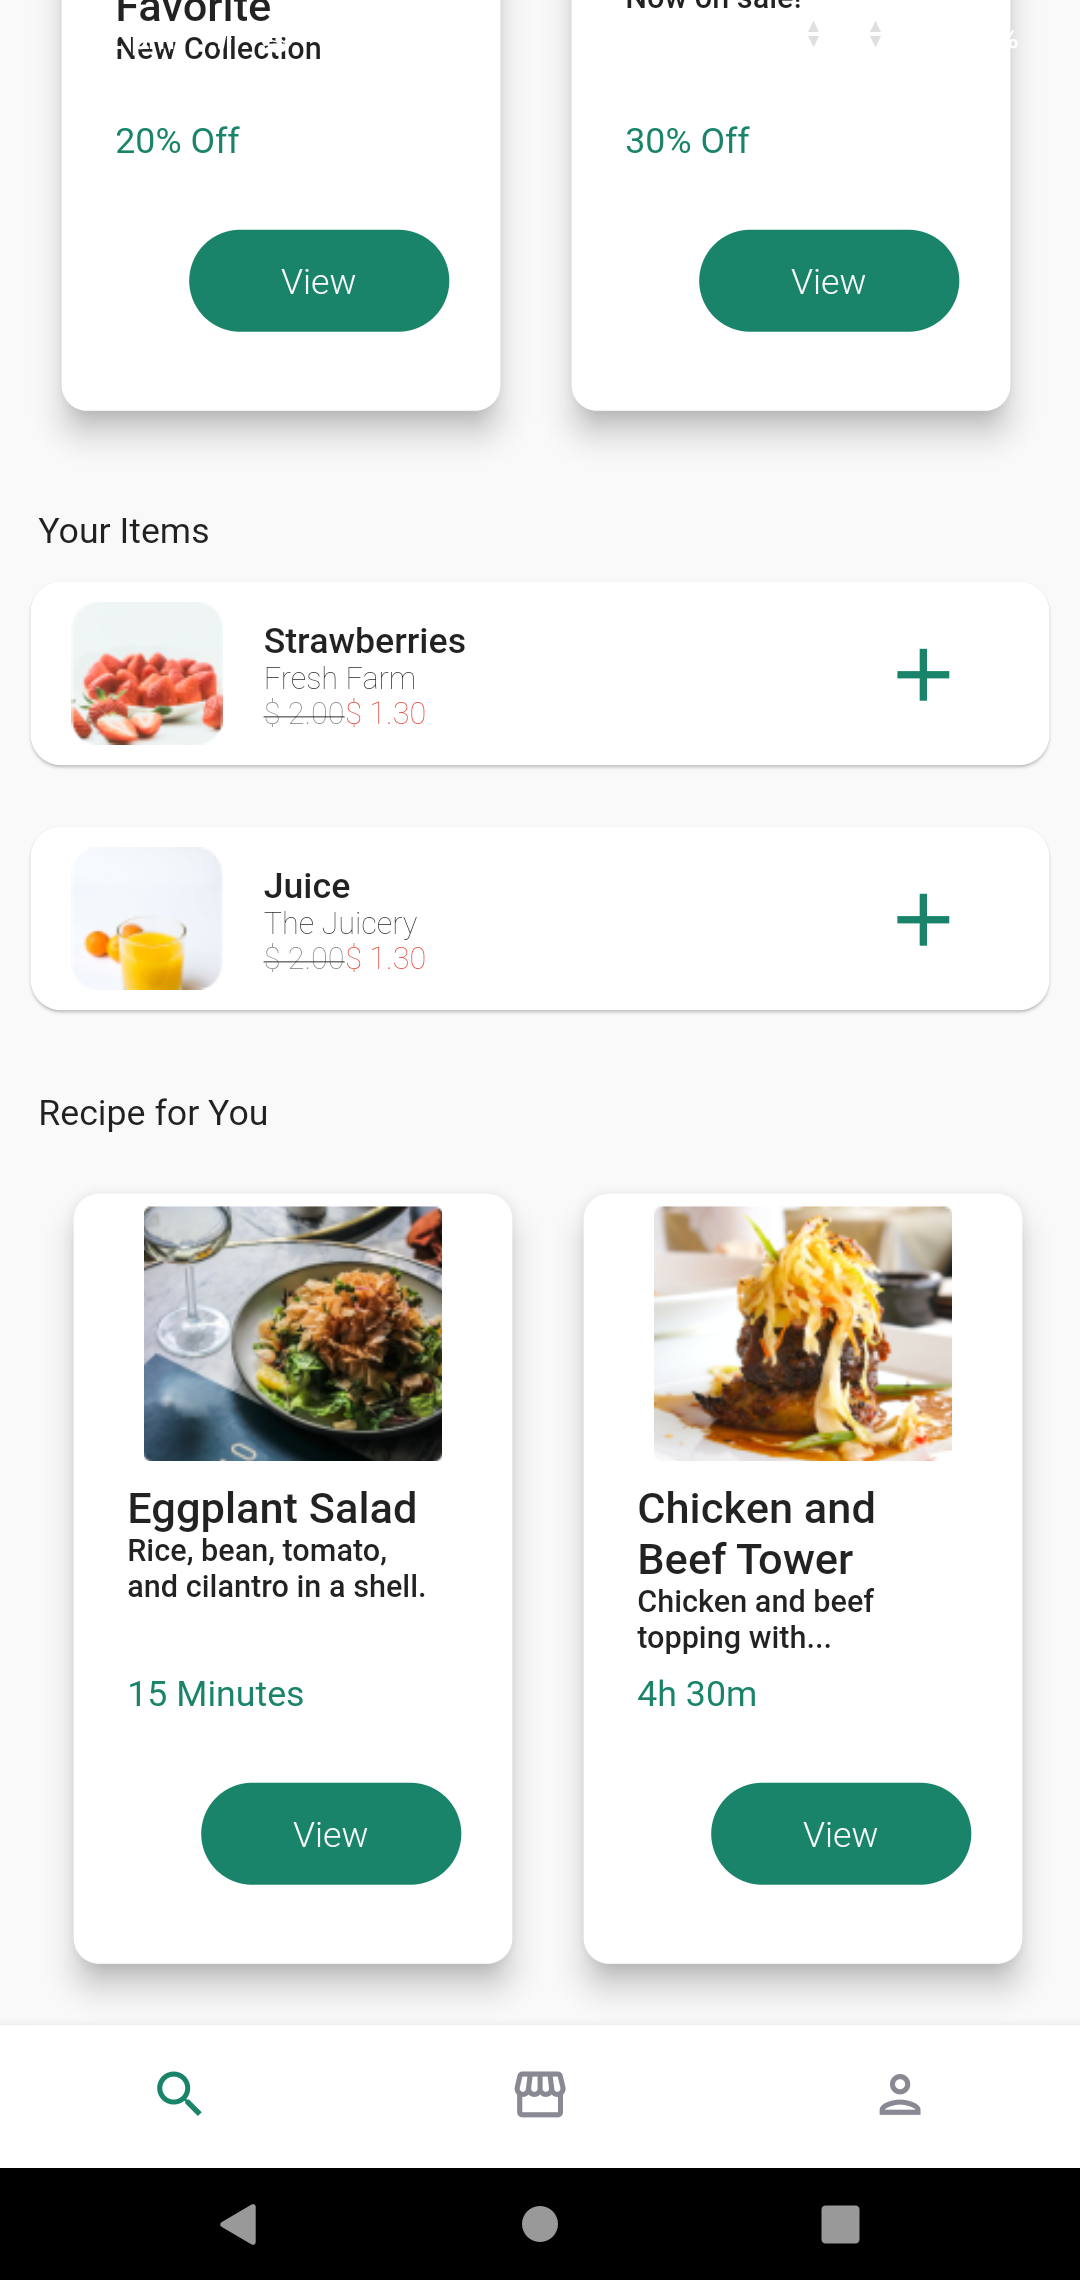 Favorite
New Collection
20% Off
View
Now on sale!
30% Off
View
Your Items
Strawberries
Fresh Farm
$ 2.00$ 1.30
Juice
The Juicery
$ 2.00$ 1.30
Recipe for You
Eggplant Salad
Rice, bean, tomato,
and cilantro in a shell.
15 Minutes
View
Chicken and
Beef Tower
Chicken and beef
topping with...
4h 30m
View